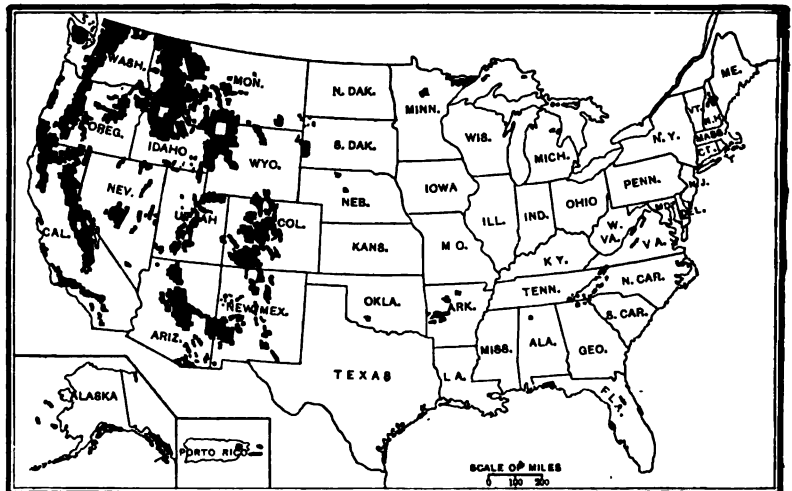 WASH.
MON.
N. DAK.
MINN.
ME.
VT.
N.H.
OREG.
IDAHO
WYO.
S. DAK.
WIS.
MICH.
N.Y.
MASS.
CT.
NEV.
UTAH
COL.
NEB.
IOWA
ILL.
IND.
OHIO
PENN.
N.J.
MD.
DEL.
CAL.
KANS.
MO.
KY.
W.
VA.
VA.
ARIZ.
NEW MEX.
OKLA.
ARK.
TENN.
N. CAR.
S. CAR.
TEXAS
LA.
MISS.
ALA.
GEO.
FLA.
ALASKA
PORTO RICO
SCALE OF MILES
0 100 200